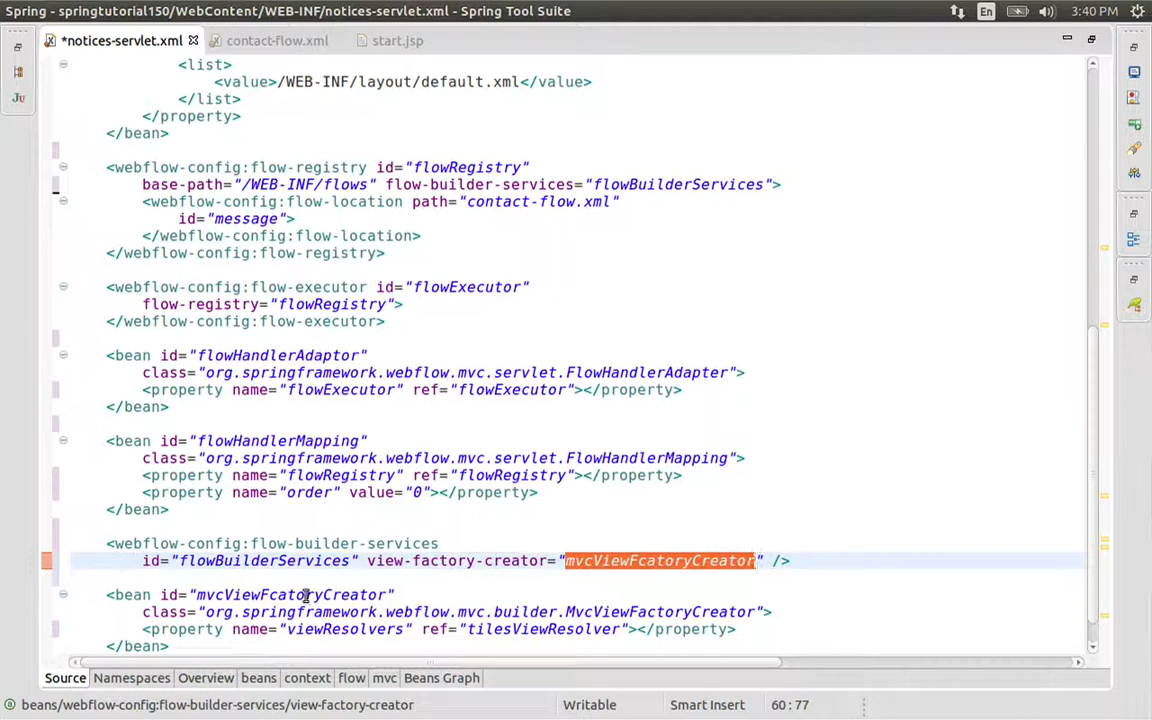 Spring - springtutorial150/WebContent/WEB-INF/notices-servlet.xml - Spring Tool Suite
En
3:40 PM
*notices-servlet.xml
contact-flow.xml
start.jsp
<list>
<value>/WEB-INF/layout/default.xml</value>
</list>
</property>
</bean>
<webflow-config:flow-registry id="flowRegistry"
base-path="/WEB-INF/flows" flow-builder-services="flowBuilderServices">
<webflow-config:flow-location path="contact-flow.xml"
id="message">
</webflow-config:flow-location>
</webflow-config:flow-registry>
<webflow-config:flow-executor id="flowExecutor"
flow-registry="flowRegistry">
</webflow-config:flow-executor>
<bean id="flowHandlerAdaptor"
class="org.springframework.webflow.mvc.servlet.FlowHandlerAdapter">
<property name="flowExecutor" ref="flowExecutor"></property>
</bean>
<bean id="flowHandlerMapping"
class="org.springframework.webflow.mvc.servlet.FlowHandlerMapping">
<property name="flowRegistry" ref="flowRegistry"></property>
<property name="order" value="0"></property>
</bean>
<webflow-config:flow-builder-services
id="flowBuilderServices" view-factory-creator="mvcViewFcatoryCreator" />
<bean id="mvcViewFcatoryCreator"
class="org.springframework.webflow.mvc.builder.MvcViewFactoryCreator">
<property name="viewResolvers" ref="tilesViewResolver"></property>
</bean>
Source
Namespaces
Overview
beans
context
flow
mvc
Beans Graph
beans/webflow-config:flow-builder-services/view-factory-creator
Writable
Smart Insert
60 : 77
Ju